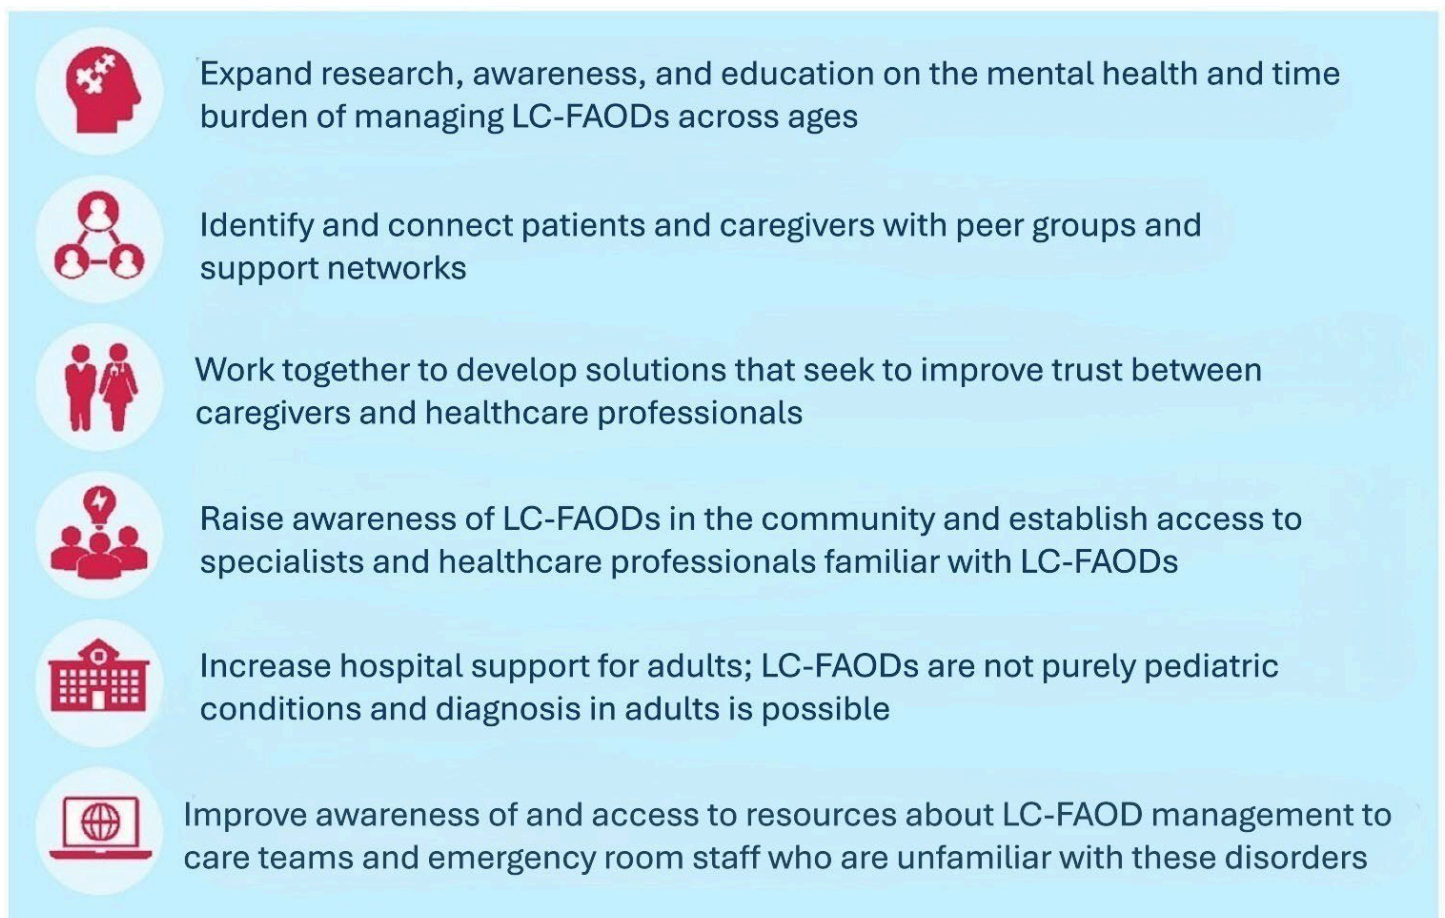 Expand research, awareness, and education on the mental health and time
burden of managing LC-FAODs across ages
Identify and connect patients and caregivers with peer groups and
support networks
Work together to develop solutions that seek to improve trust between
caregivers and healthcare professionals
Raise awareness of LC-FAODs in the community and establish access to
specialists and healthcare professionals familiar with LC-FAODs
Increase hospital support for adults; LC-FAODs are not purely pediatric
conditions and diagnosis in adults is possible
Improve awareness of and access to resources about LC-FAOD management to
care teams and emergency room staff who are unfamiliar with these disorders